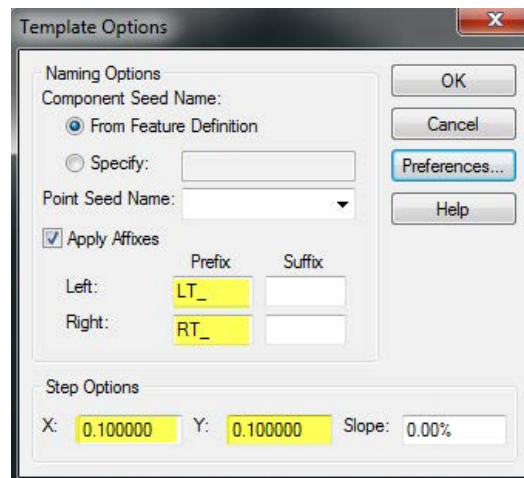 Template Options
Naming Options
Component Seed Name:
From Feature Definition
Specify:
Point Seed Name:
Apply Affixes
Prefix Suffix
Left: LT_
Right: RT_
OK
Cancel
Preferences...
Help
Step Options
X: 0.100000 Y: 0.100000 Slope: 0.00%